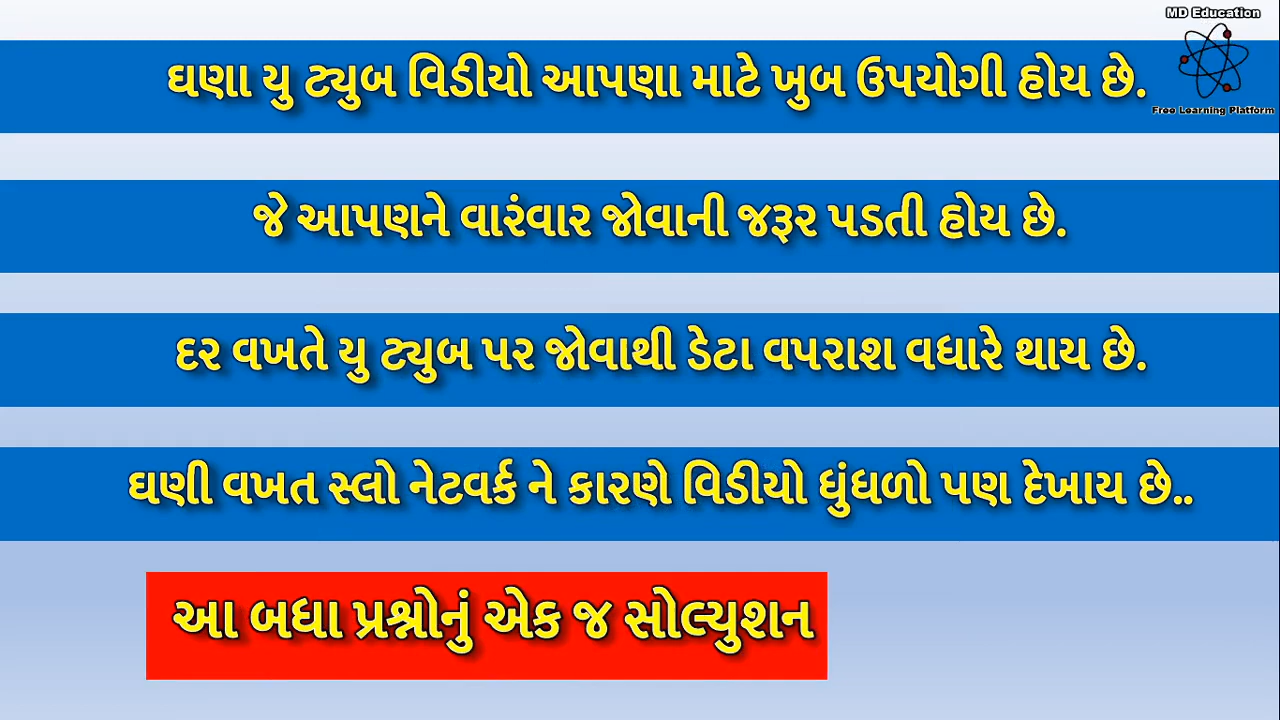 MD Education
Free Learning Platform
ઘણા યુ ટ્યુબ વિડીયો આપણા માટે ખુબ ઉપયોગી હોય છે.
જે આપણને વારંવાર જોવાની જરૂર પડતી હોય છે.
દર વખતે યુ ટ્યુબ પર જોવાથી ડેટા વપરાશ વધારે થાય છે.
ઘણી વખત સ્લો નેટવર્ક ને કારણે વિડીયો ધુંધળો પણ દેખાય છે..
આ બધા પ્રશ્નોનું એક જ સોલ્યુશન